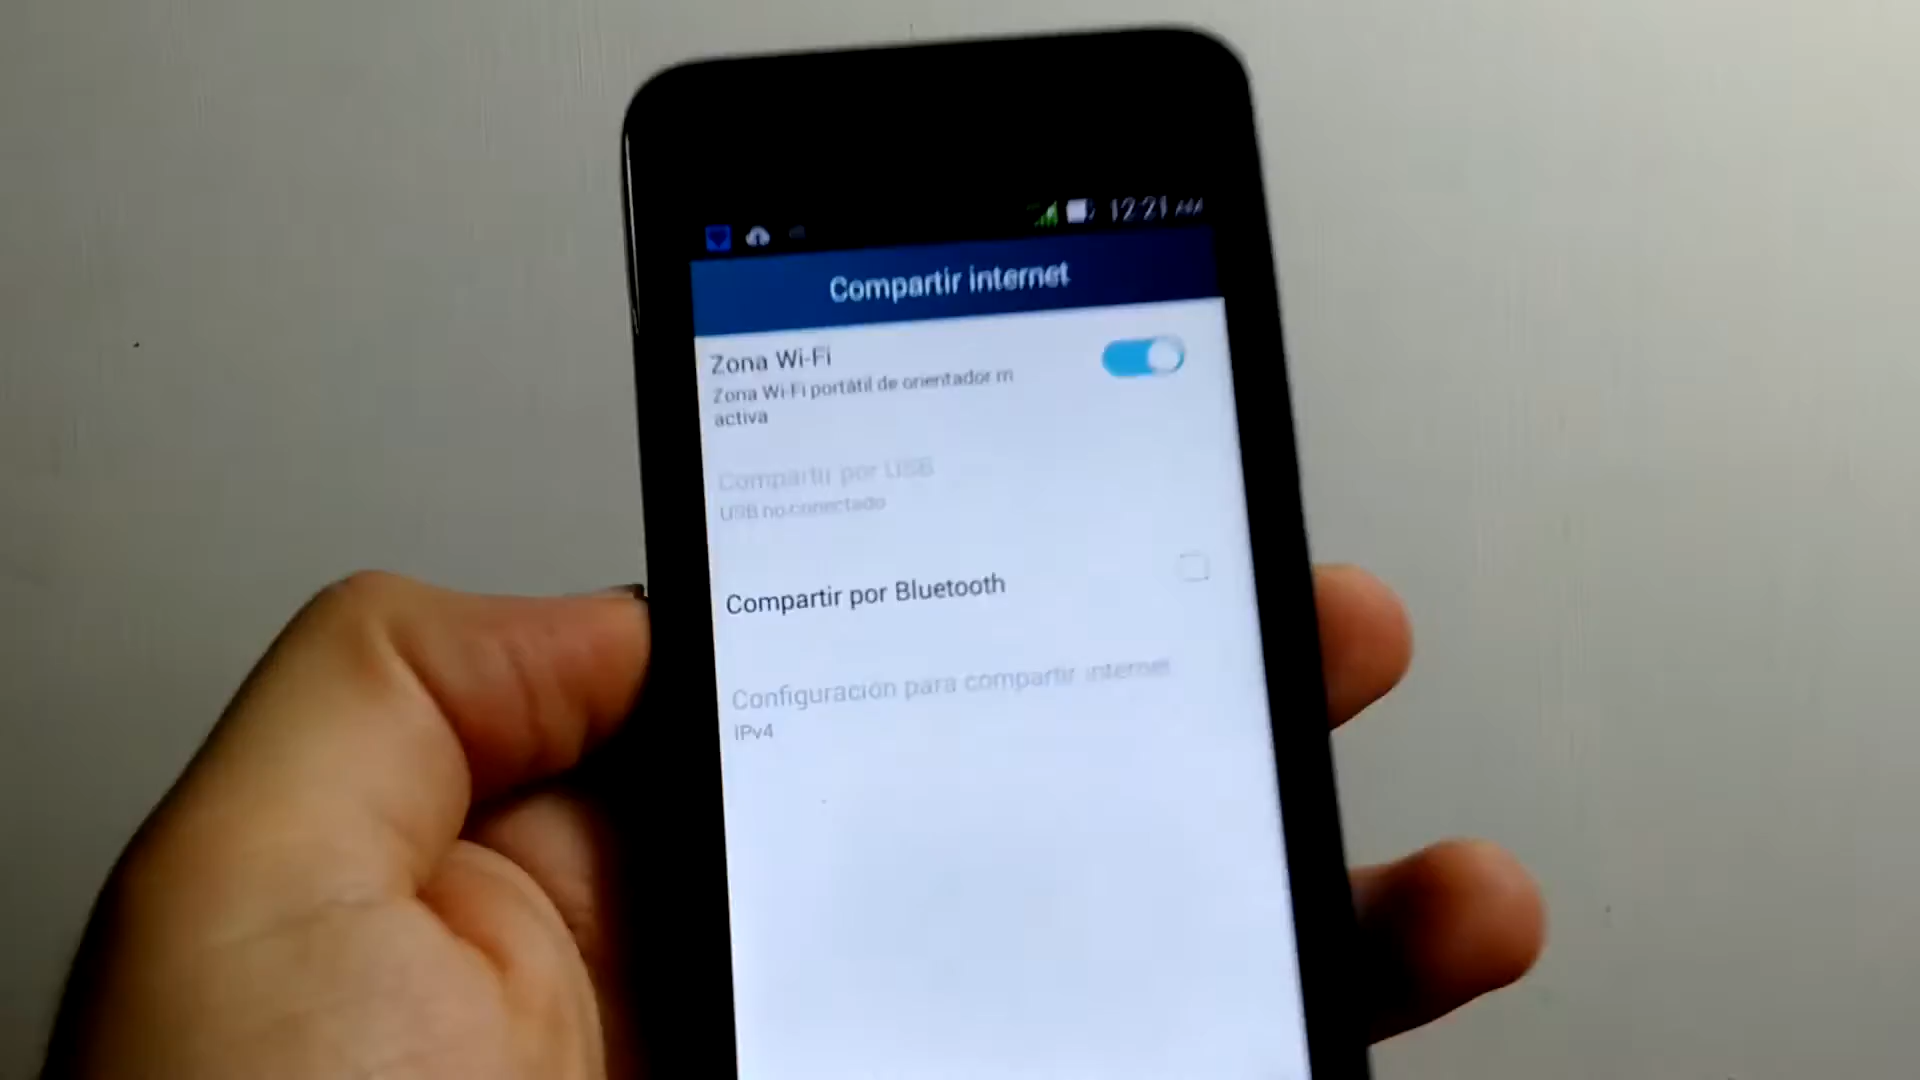 12:21
Compartir internet
Zona Wi-Fi
Zona Wi-Fi portátil de orientador m
activa
Compartir por USB
USB no conectado
Compartir por Bluetooth
Configuración para compartir internet
IPv4